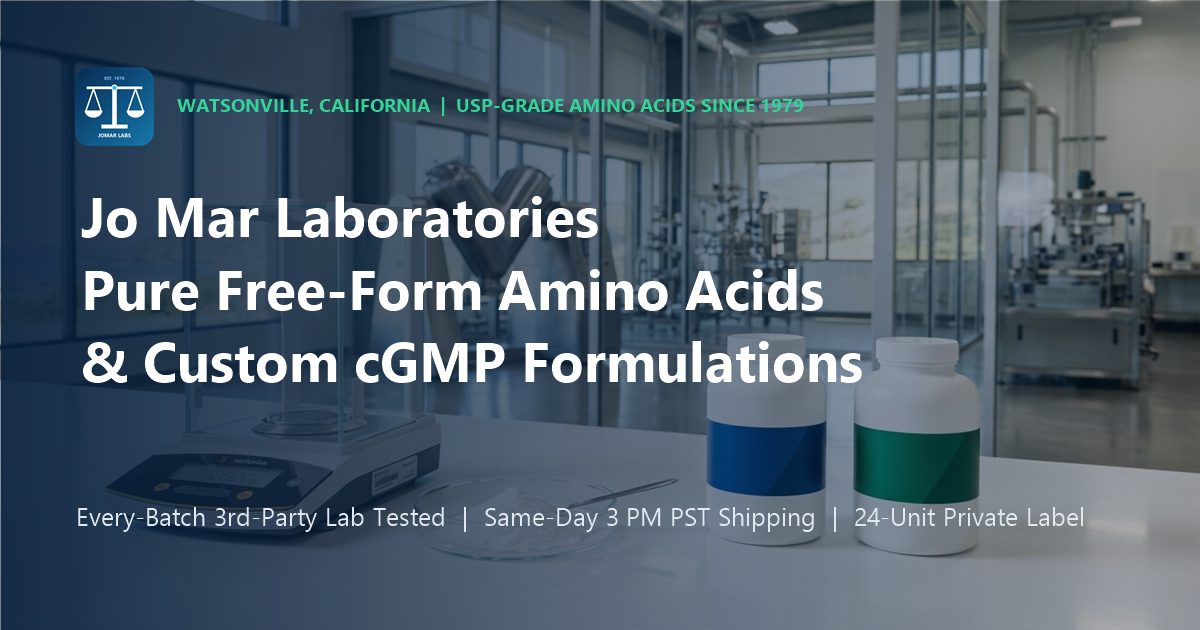 EST. 1979
JOMAR LABS
WATSONVILLE, CALIFORNIA | USP-GRADE AMINO ACIDS SINCE 1979
Jo Mar Laboratories
Pure Free-Form Amino Acids
& Custom cGMP Formulations
Every-Batch 3rd-Party Lab Tested | Same-Day 3 PM PST Shipping | 24-Unit Private Label